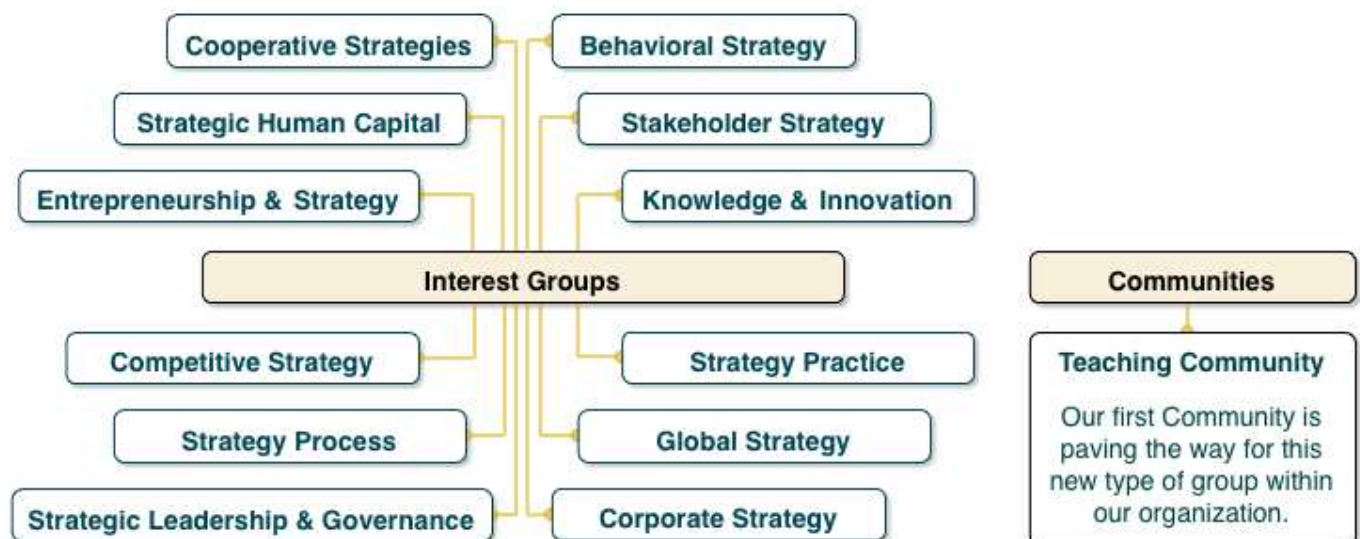 Cooperative Strategies
Behavioral Strategy
Strategic Human Capital
Stakeholder Strategy
Entrepreneurship & Strategy
Knowledge & Innovation
Interest Groups
Communities
Competitive Strategy
Strategy Practice
Teaching Community
Strategy Process
Global Strategy
Our first Community is
paving the way for this
new type of group within
our organization.
Strategic Leadership & Governance
Corporate Strategy